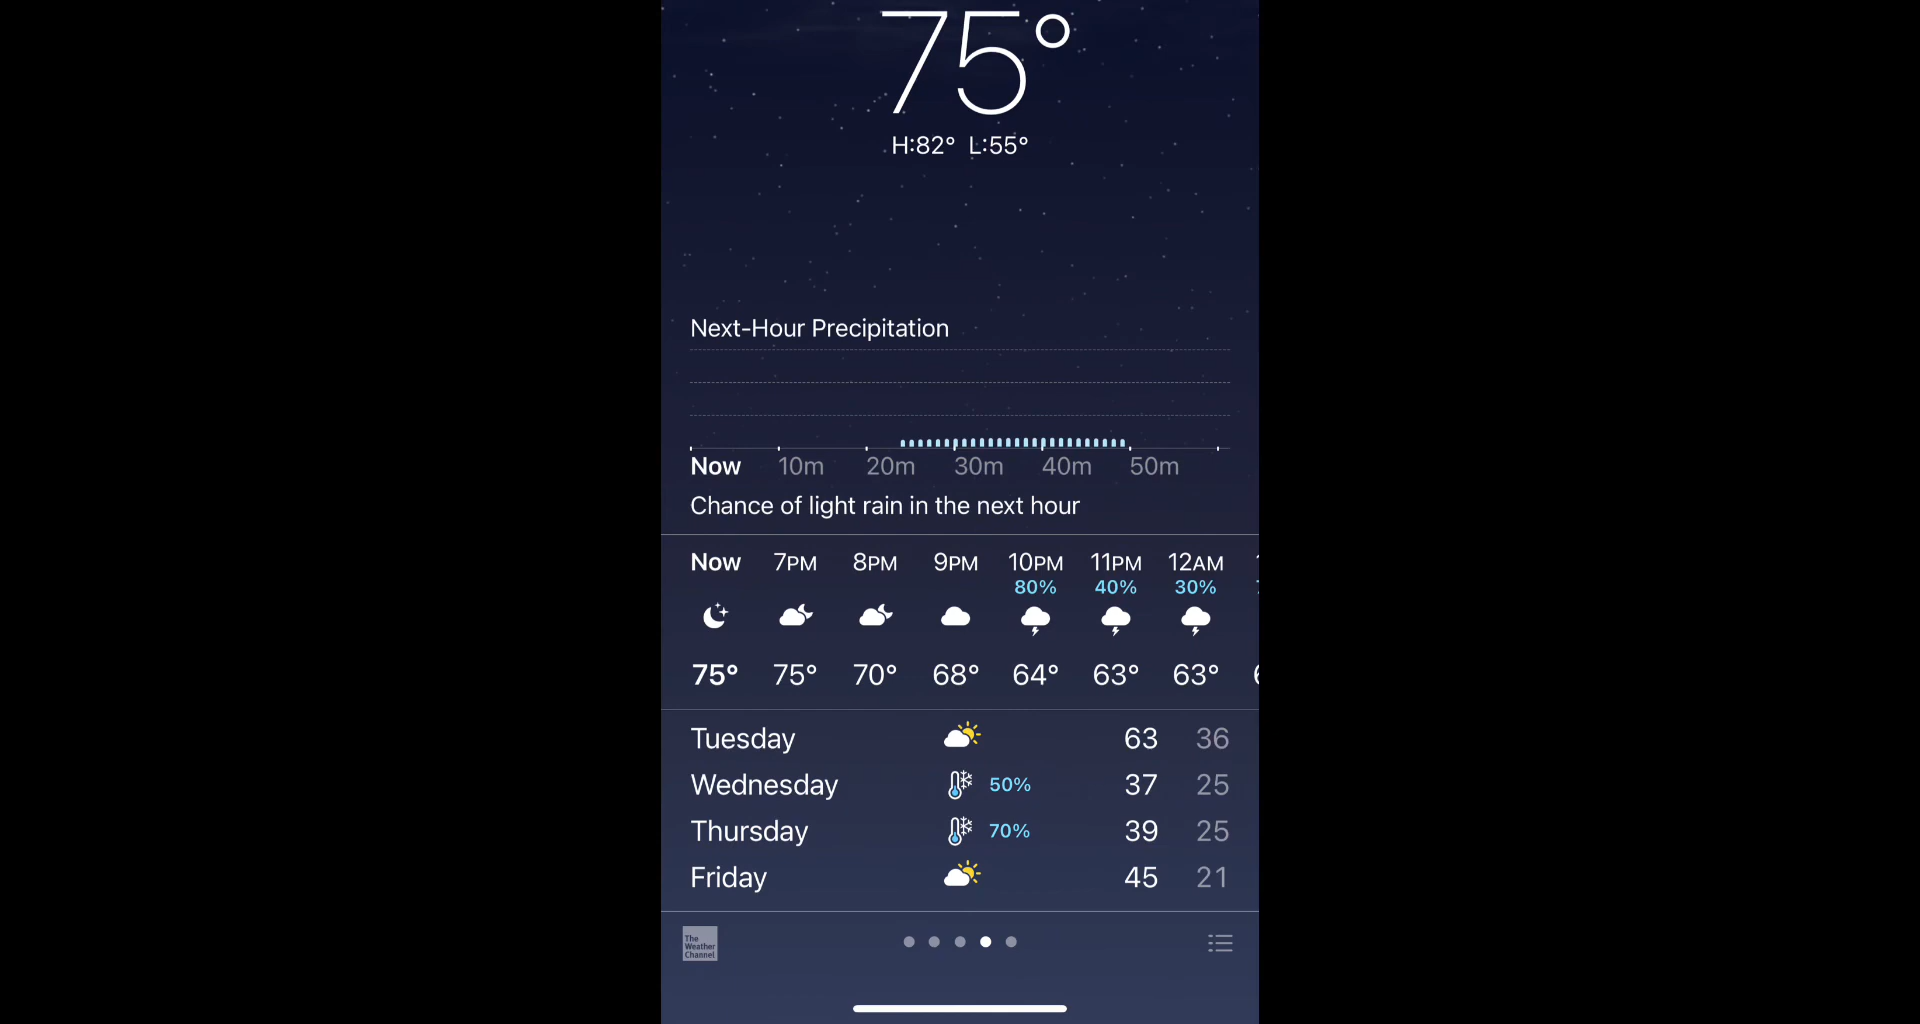 75°
H:82° L:55°
Next-Hour Precipitation
Now 10m 20m 30m 40m 50m
Chance of light rain in the next hour
Now 7PM 8PM 9PM 10PM 11PM 12AM
80% 40% 30%
75° 75° 70° 68° 64° 63° 63°
Tuesday 63 36
Wednesday 50% 37 25
Thursday 70% 39 25
Friday 45 21
The
Weather
Channel